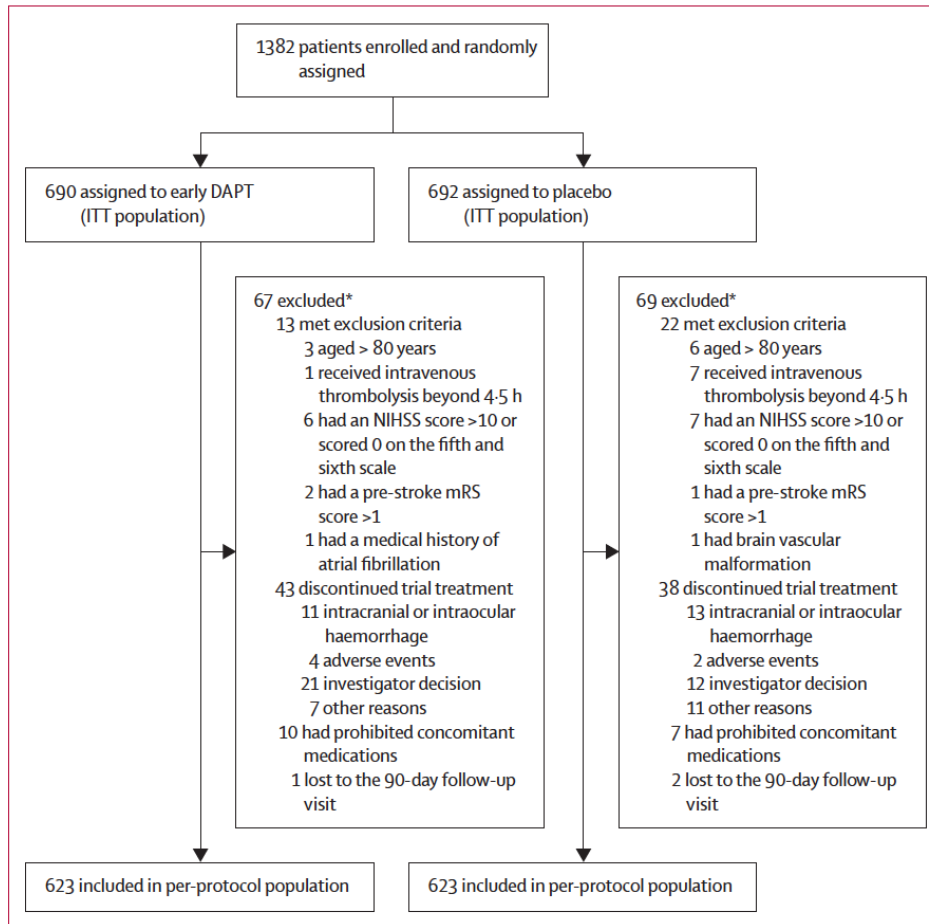 1382 patients enrolled and randomly
assigned
690 assigned to early DAPT
(ITT population)
692 assigned to placebo
(ITT population)
67 excluded*
13 met exclusion criteria
3 aged > 80 years
1 received intravenous
thrombolysis beyond 4·5 h
6 had an NIHSS score >10 or
scored 0 on the fifth and
sixth scale
2 had a pre-stroke mRS
score >1
1 had a medical history of
atrial fibrillation
43 discontinued trial treatment
11 intracranial or intraocular
haemorrhage
4 adverse events
21 investigator decision
7 other reasons
10 had prohibited concomitant
medications
1 lost to the 90-day follow-up
visit
69 excluded*
22 met exclusion criteria
6 aged > 80 years
7 received intravenous
thrombolysis beyond 4·5 h
7 had an NIHSS score >10 or
scored 0 on the fifth and
sixth scale
1 had a pre-stroke mRS
score >1
1 had brain vascular
malformation
38 discontinued trial treatment
13 intracranial or intraocular
haemorrhage
2 adverse events
12 investigator decision
11 other reasons
7 had prohibited concomitant
medications
2 lost to the 90-day follow-up
visit
623 included in per-protocol population
623 included in per-protocol population